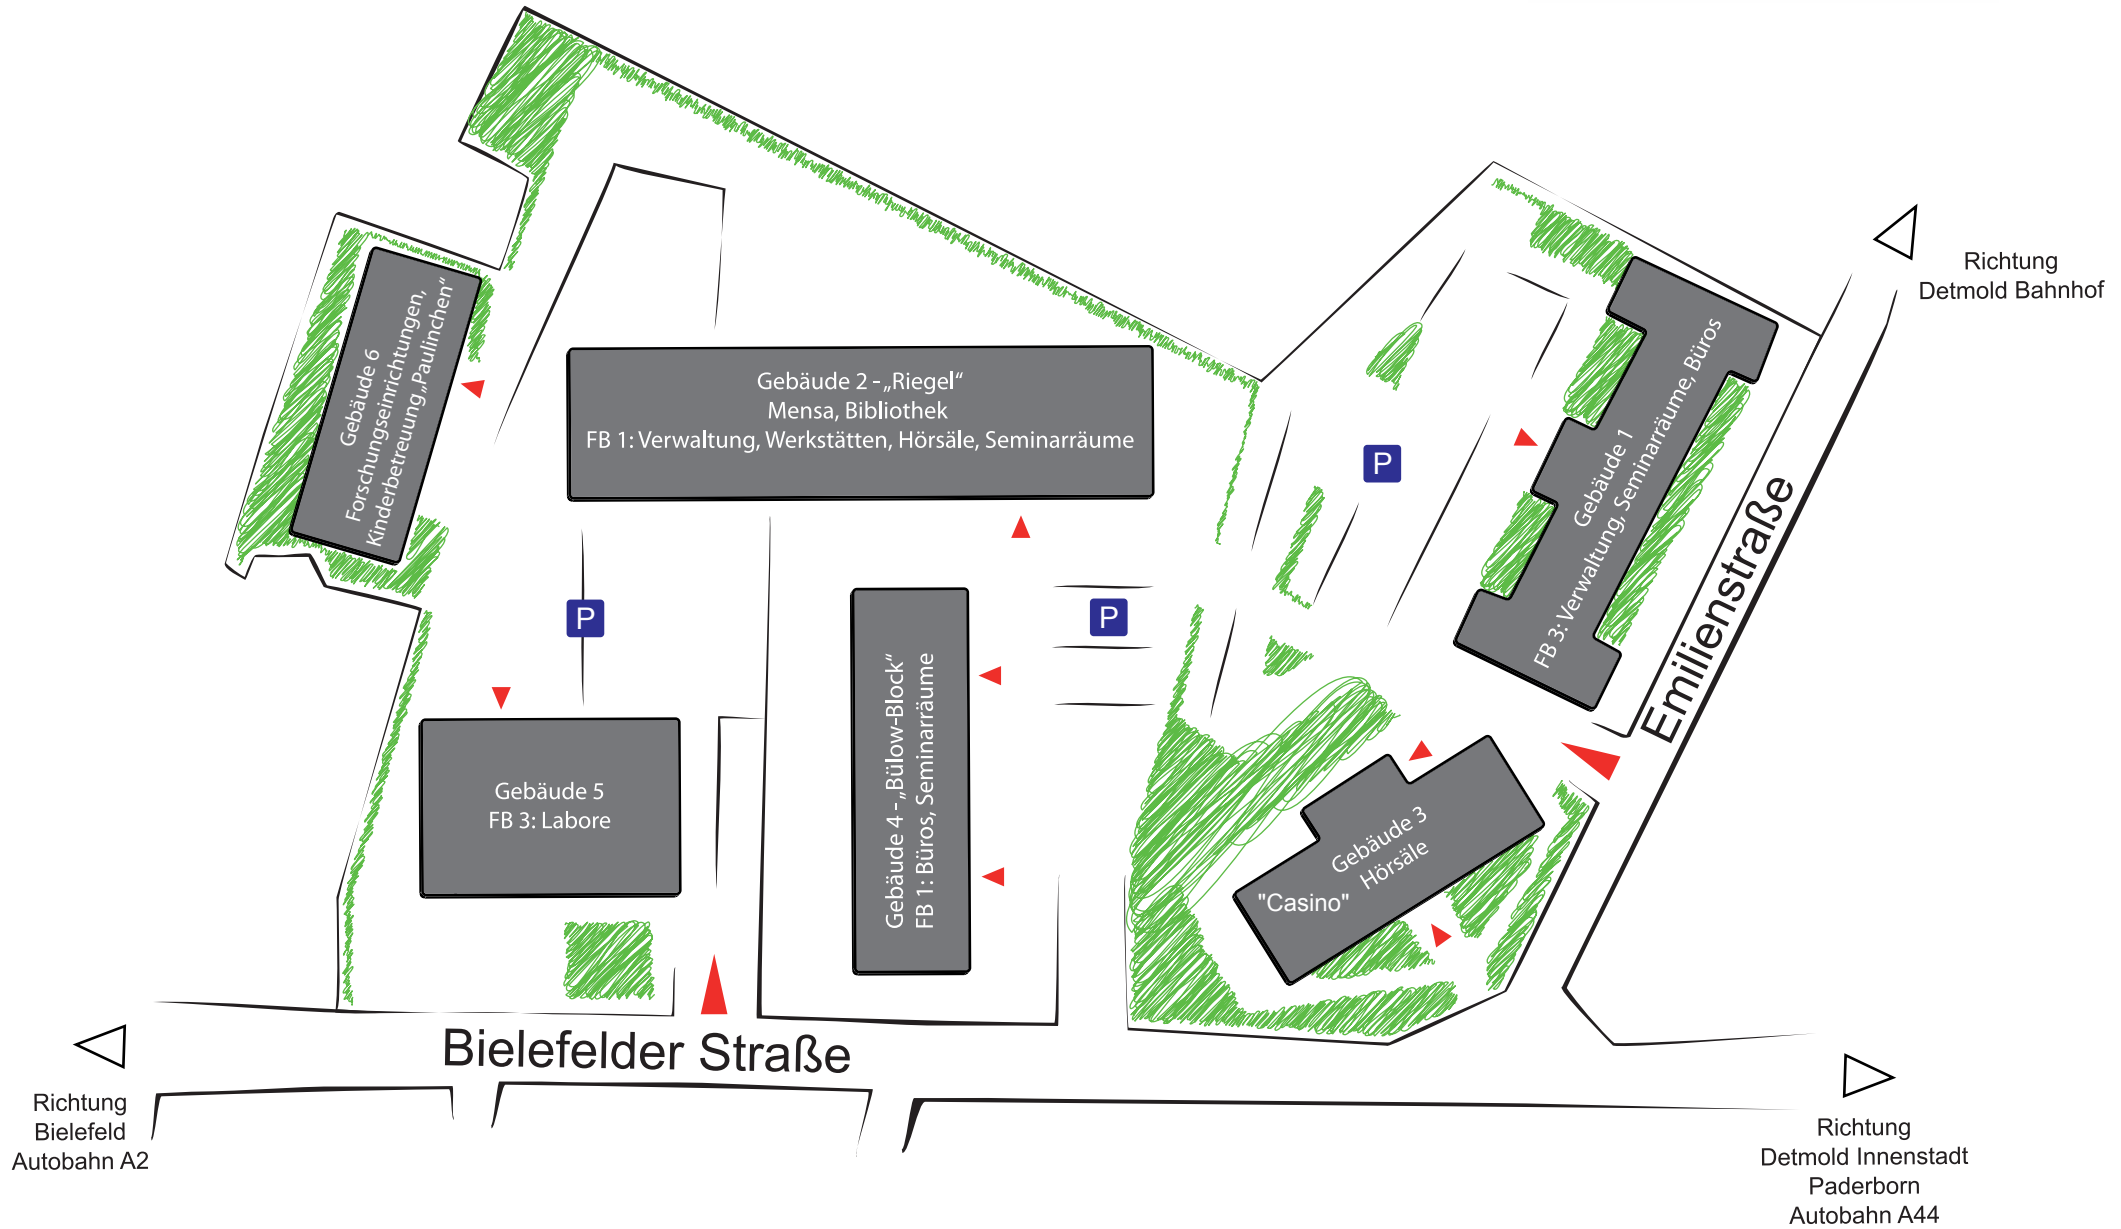 Richtung
Detmold Bahnhof
Gebäude 6
Forschungseinrichtungen,
Kinderbetreuung „Paulinchen“
Gebäude 2 - „Riegel“
Mensa, Bibliothek
FB 1: Verwaltung, Werkstätten, Hörsäle, Seminarräume
P
Gebäude 1
FB 3: Verwaltung, Seminarräume, Büros
Emilienstraße
P
P
Gebäude 5
FB 3: Labore
Gebäude 4 - „Bülow-Block“
FB 1: Büros, Seminarräume
Gebäude 3
Hörsäle
"Casino"
Bielefelder Straße
Richtung
Bielefeld
Autobahn A2
Richtung
Detmold Innenstadt
Paderborn
Autobahn A44